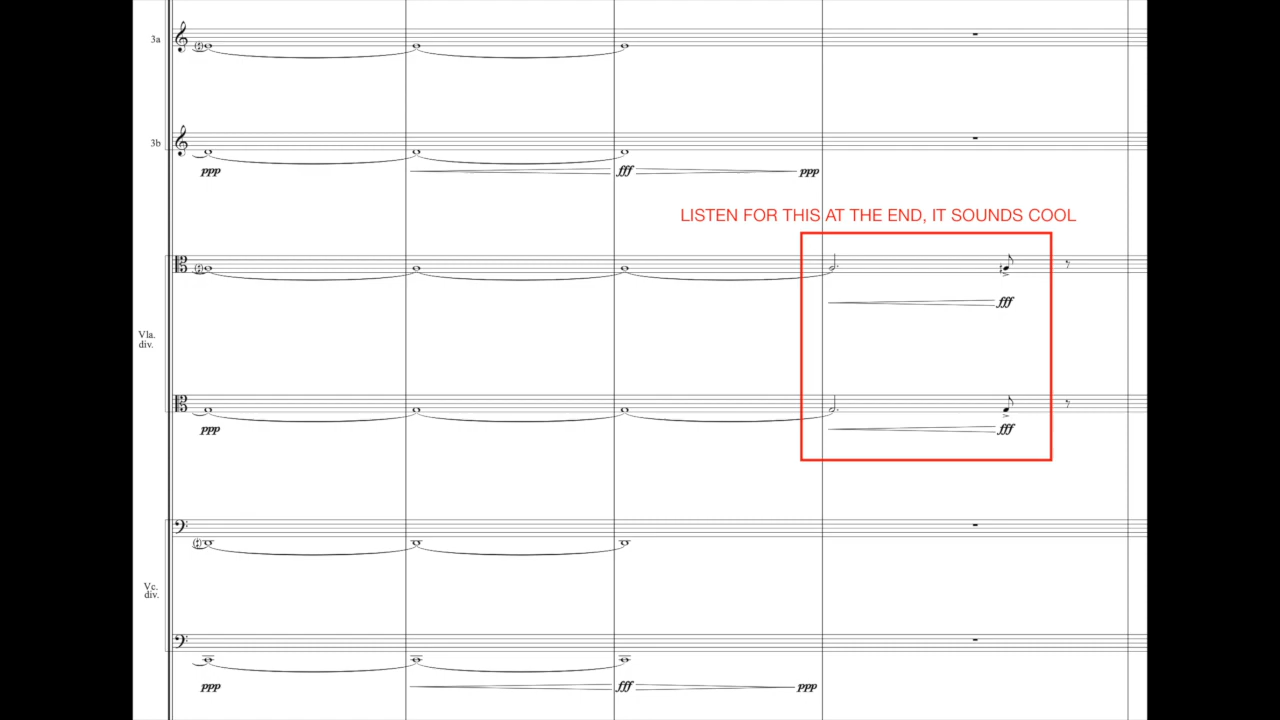 3a
3b
ppp fff ppp
LISTEN FOR THIS AT THE END, IT SOUNDS COOL
fff
Vla.
div.
ppp fff
Vc.
div.
ppp fff ppp